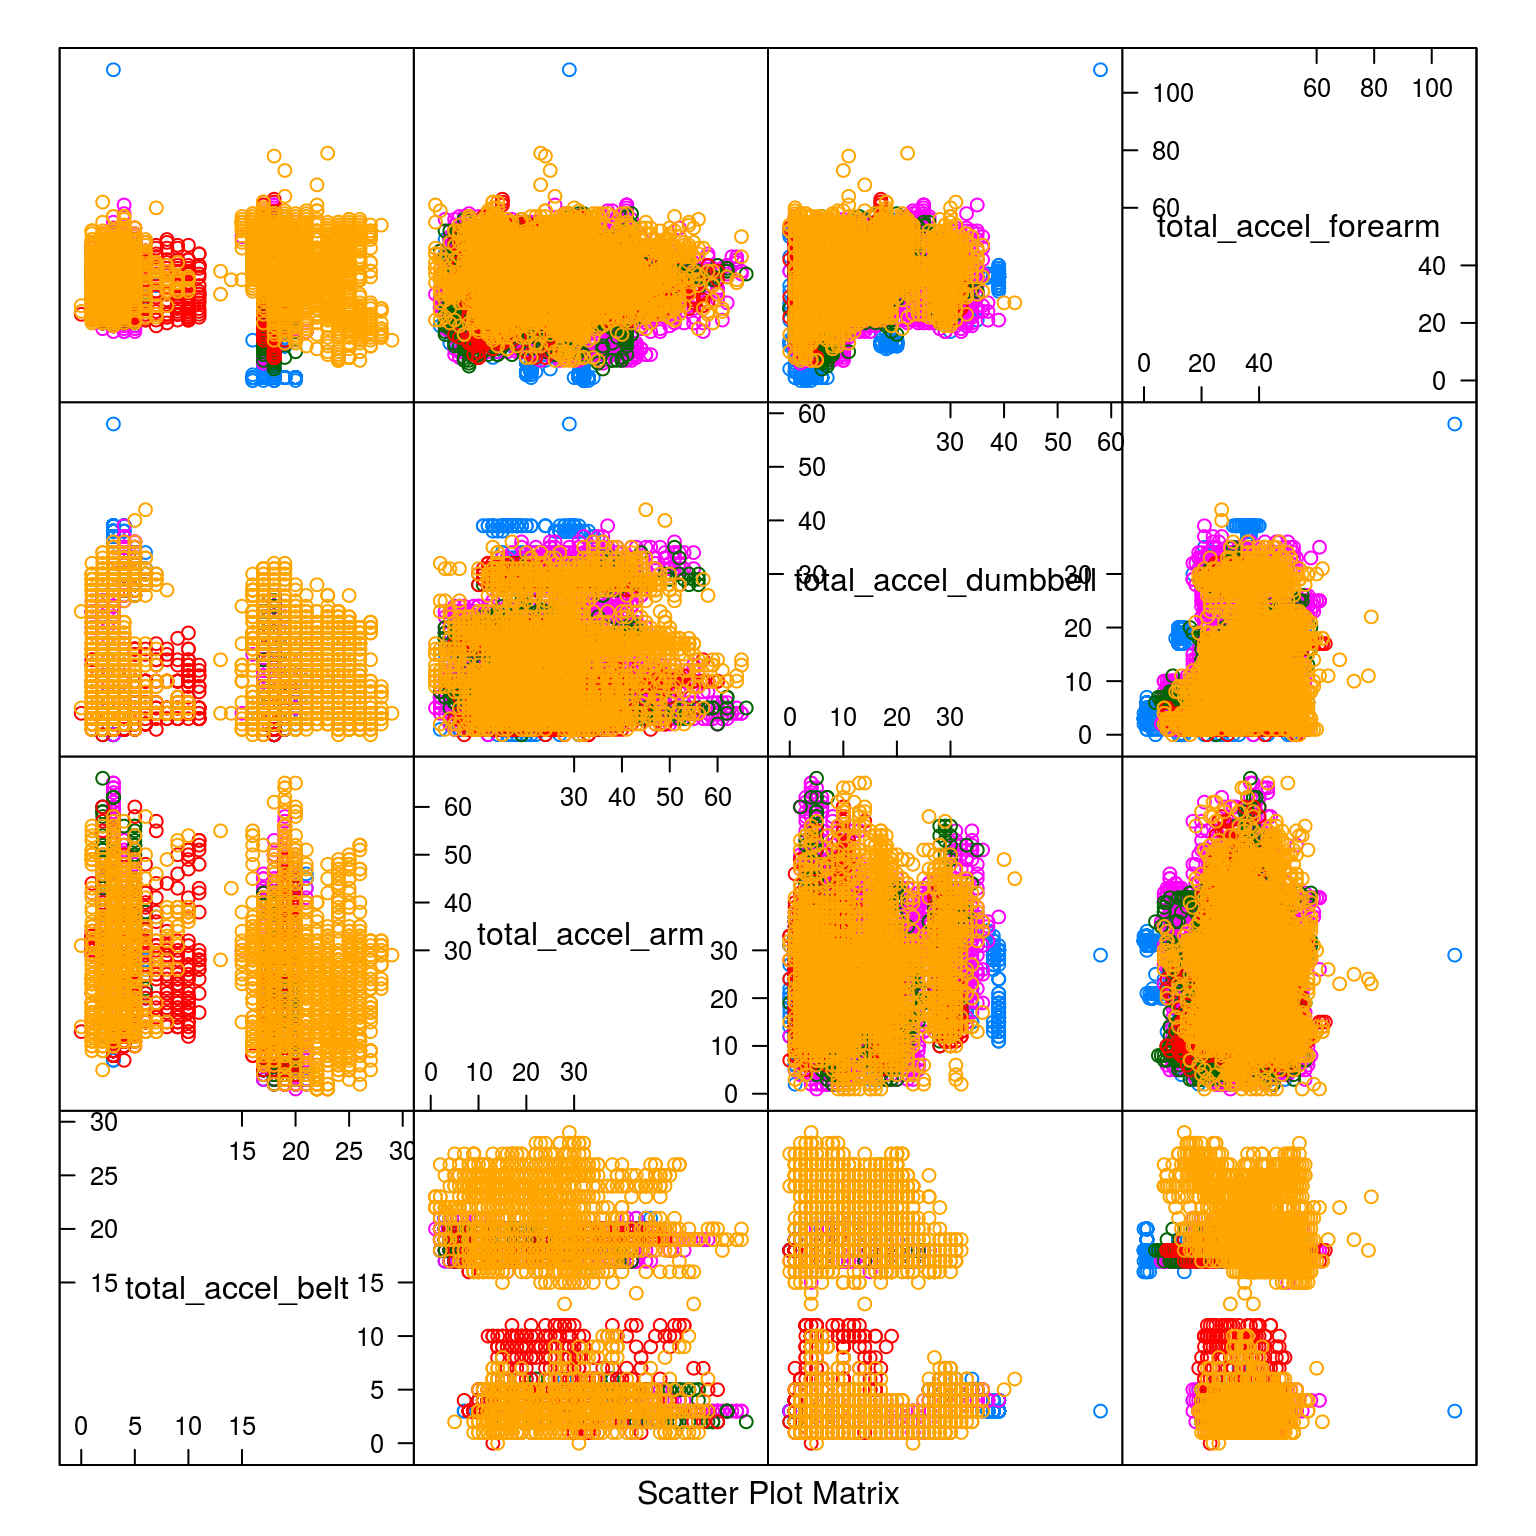 60 80 100
100
80
60
total_accel_forearm
40
20
0 20 40
0
60
30 40 50 60
50
40
30
total_accel_dumbbell
30
20
10
0 10 20 30
0
30 40 50 60
60
50
40
total_accel_arm
30
30
20
10
0 10 20 30
0
30
15 20 25 30
25
20
15
total_accel_belt
15
10
5
0 5 10 15
0
Scatter Plot Matrix